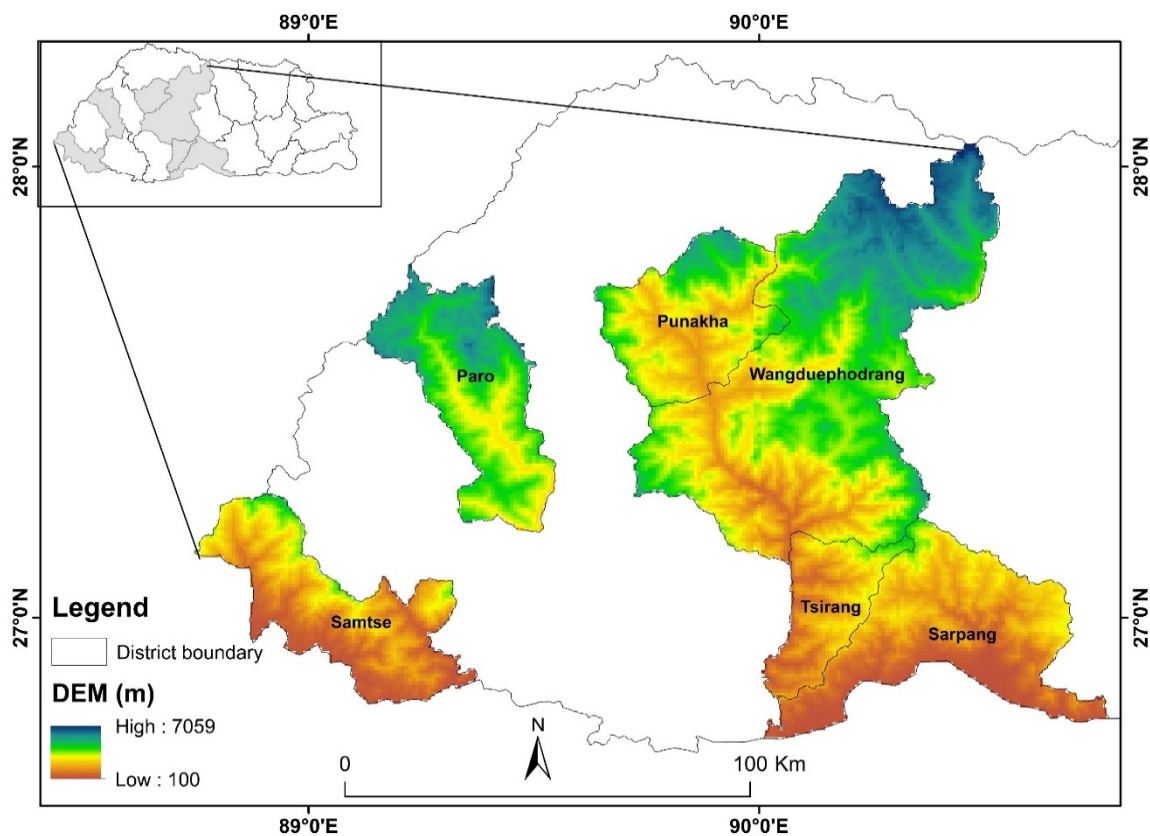 89°0'E
90°0'E
28°0'N
28°0'N
Punakha
Paro
Wangduephodrang
27°0'N
27°0'N
Tsirang
Samtse
Sarpang
Legend
District boundary
DEM (m)
High : 7059
Low : 100
N
0
100 Km
89°0'E
90°0'E